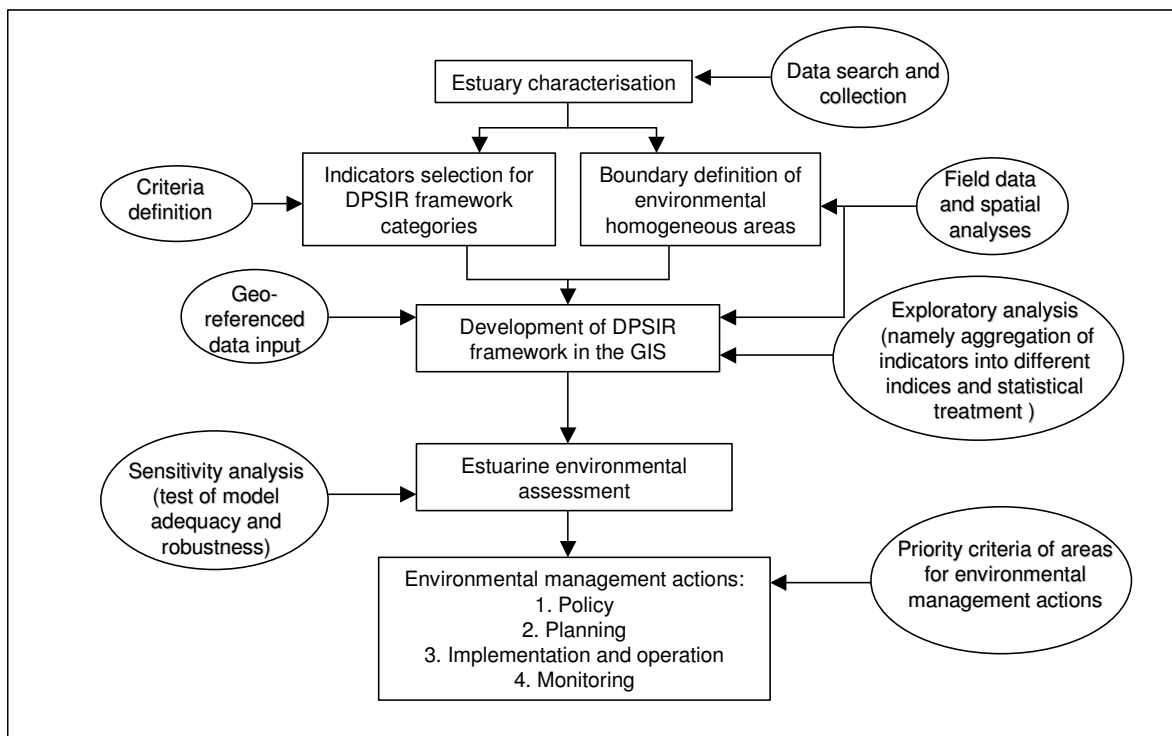 Estuary characterisation
Data search and
collection
Indicators selection for
DPSIR framework
categories
Boundary definition of
environmental
homogeneous areas
Criteria
definition
Field data
and spatial
analyses
Geo-
referenced
data input
Development of DPSIR
framework in the GIS
Exploratory analysis
(namely aggregation of
indicators into different
indices and statistical
treatment )
Sensitivity analysis
(test of model
adequacy and
robustness)
Estuarine environmental
assessment
Environmental management actions:
1. Policy
2. Planning
3. Implementation and operation
4. Monitoring
Priority criteria of areas
for environmental
management actions